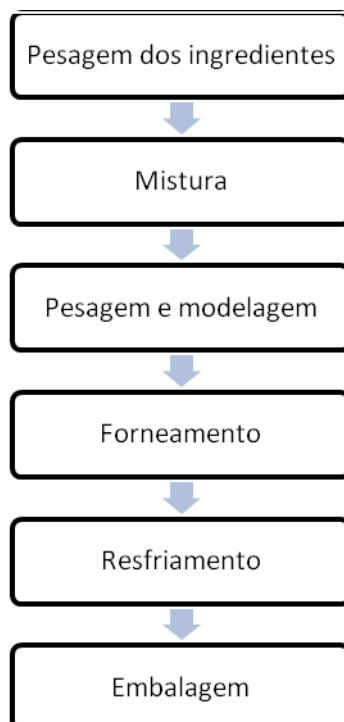 Pesagem dos ingredientes
Mistura
Pesagem e modelagem
Forneamento
Resfriamento
Embalagem